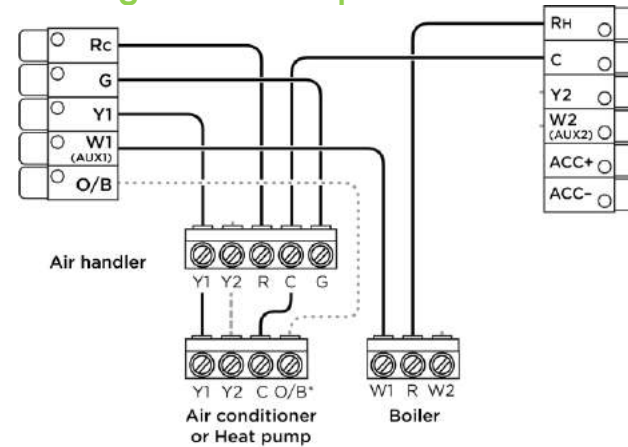 Rc
G
Y1
W1
(AUX1)
O/B
RH
C
Y2
W2
(AUX2)
ACC+
ACC-
Air handler
Y1 Y2 R C G
Y1 Y2 C O/B*
Air conditioner
or Heat pump
W1 R W2
Boiler